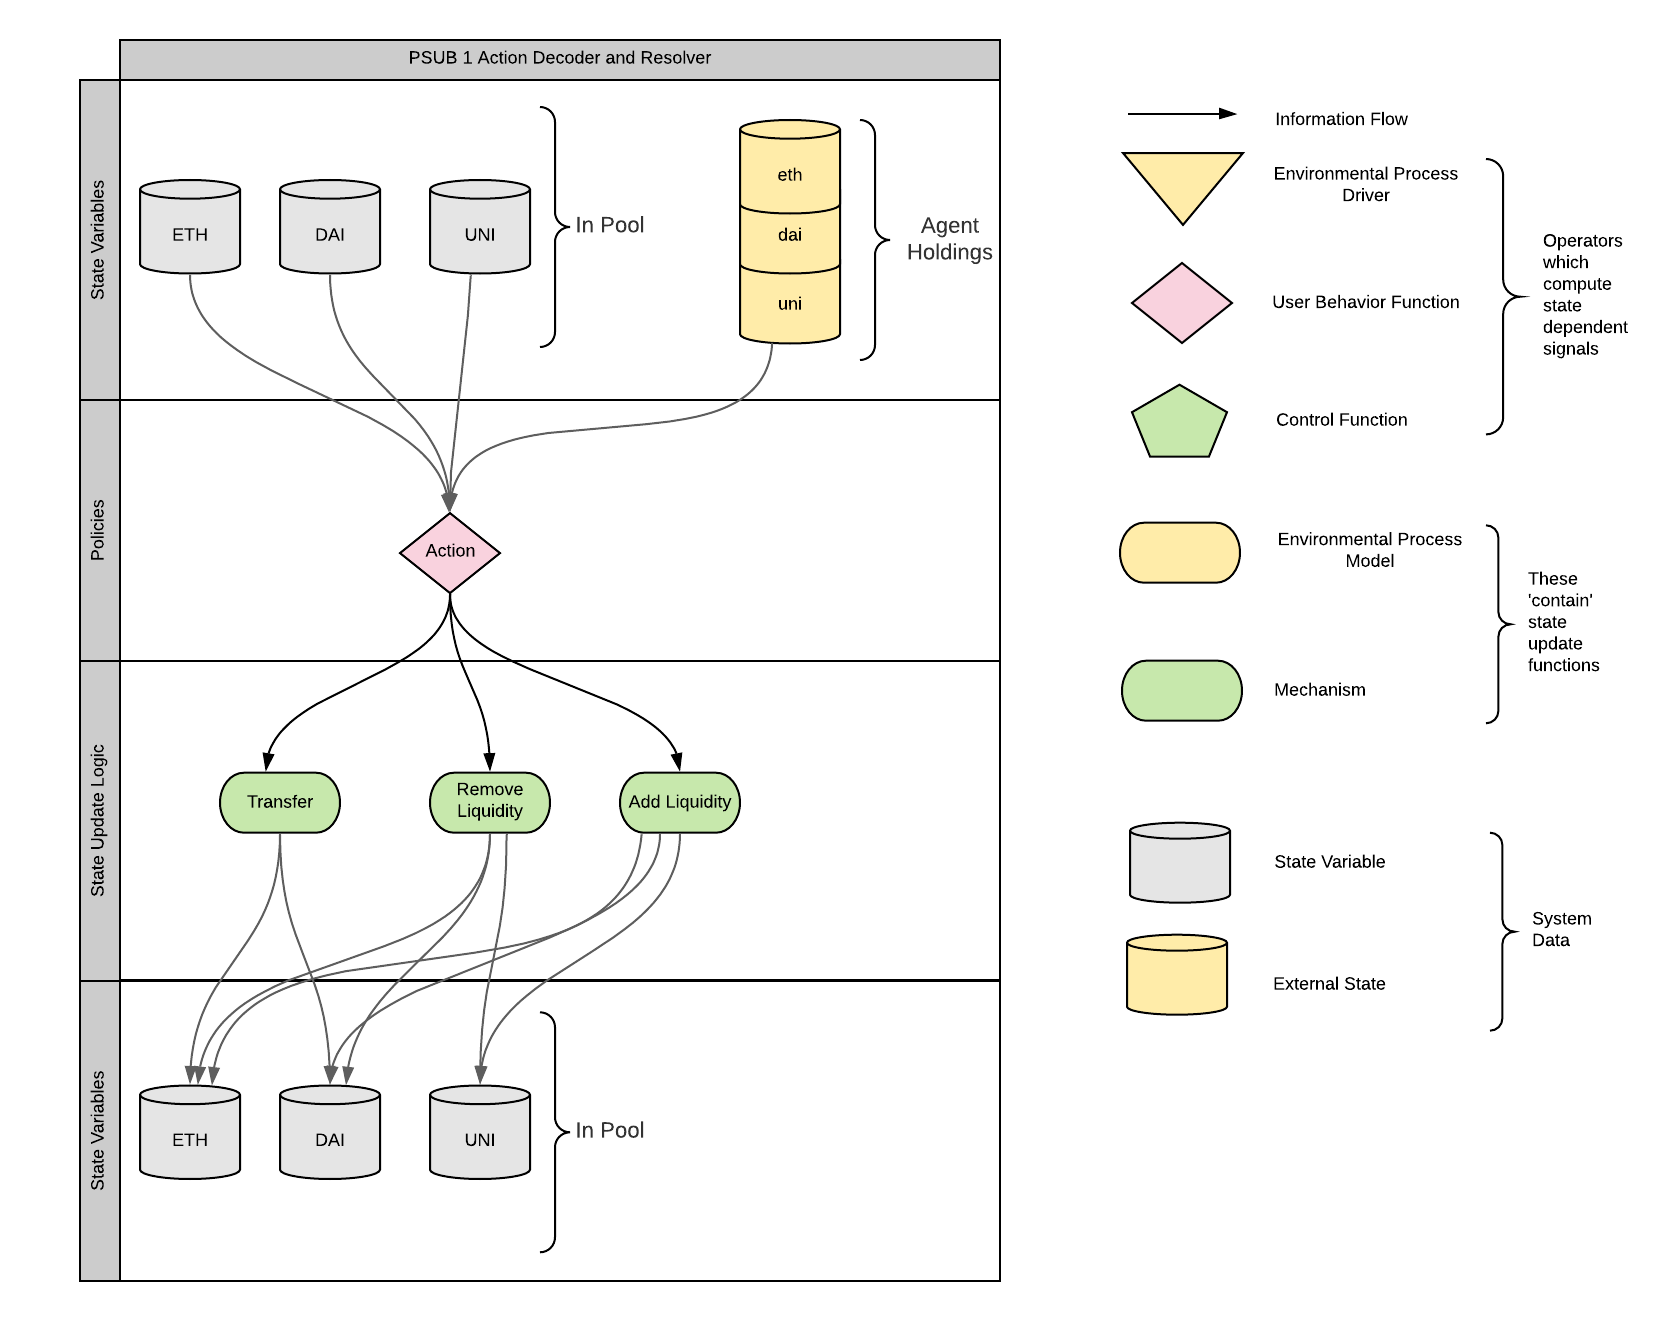 PSUB 1 Action Decoder and Resolver
State Variables
ETH
DAI
UNI
In Pool
eth
dai
uni
Agent
Holdings
Policies
Action
State Update Logic
Transfer
Remove
Liquidity
Add Liquidity
State Variables
ETH
DAI
UNI
In Pool
Information Flow
Environmental Process
Driver
User Behavior Function
Control Function
Operators
which
compute
state
dependent
signals
Environmental Process
Model
Mechanism
These
'contain'
state
update
functions
State Variable
External State
System
Data